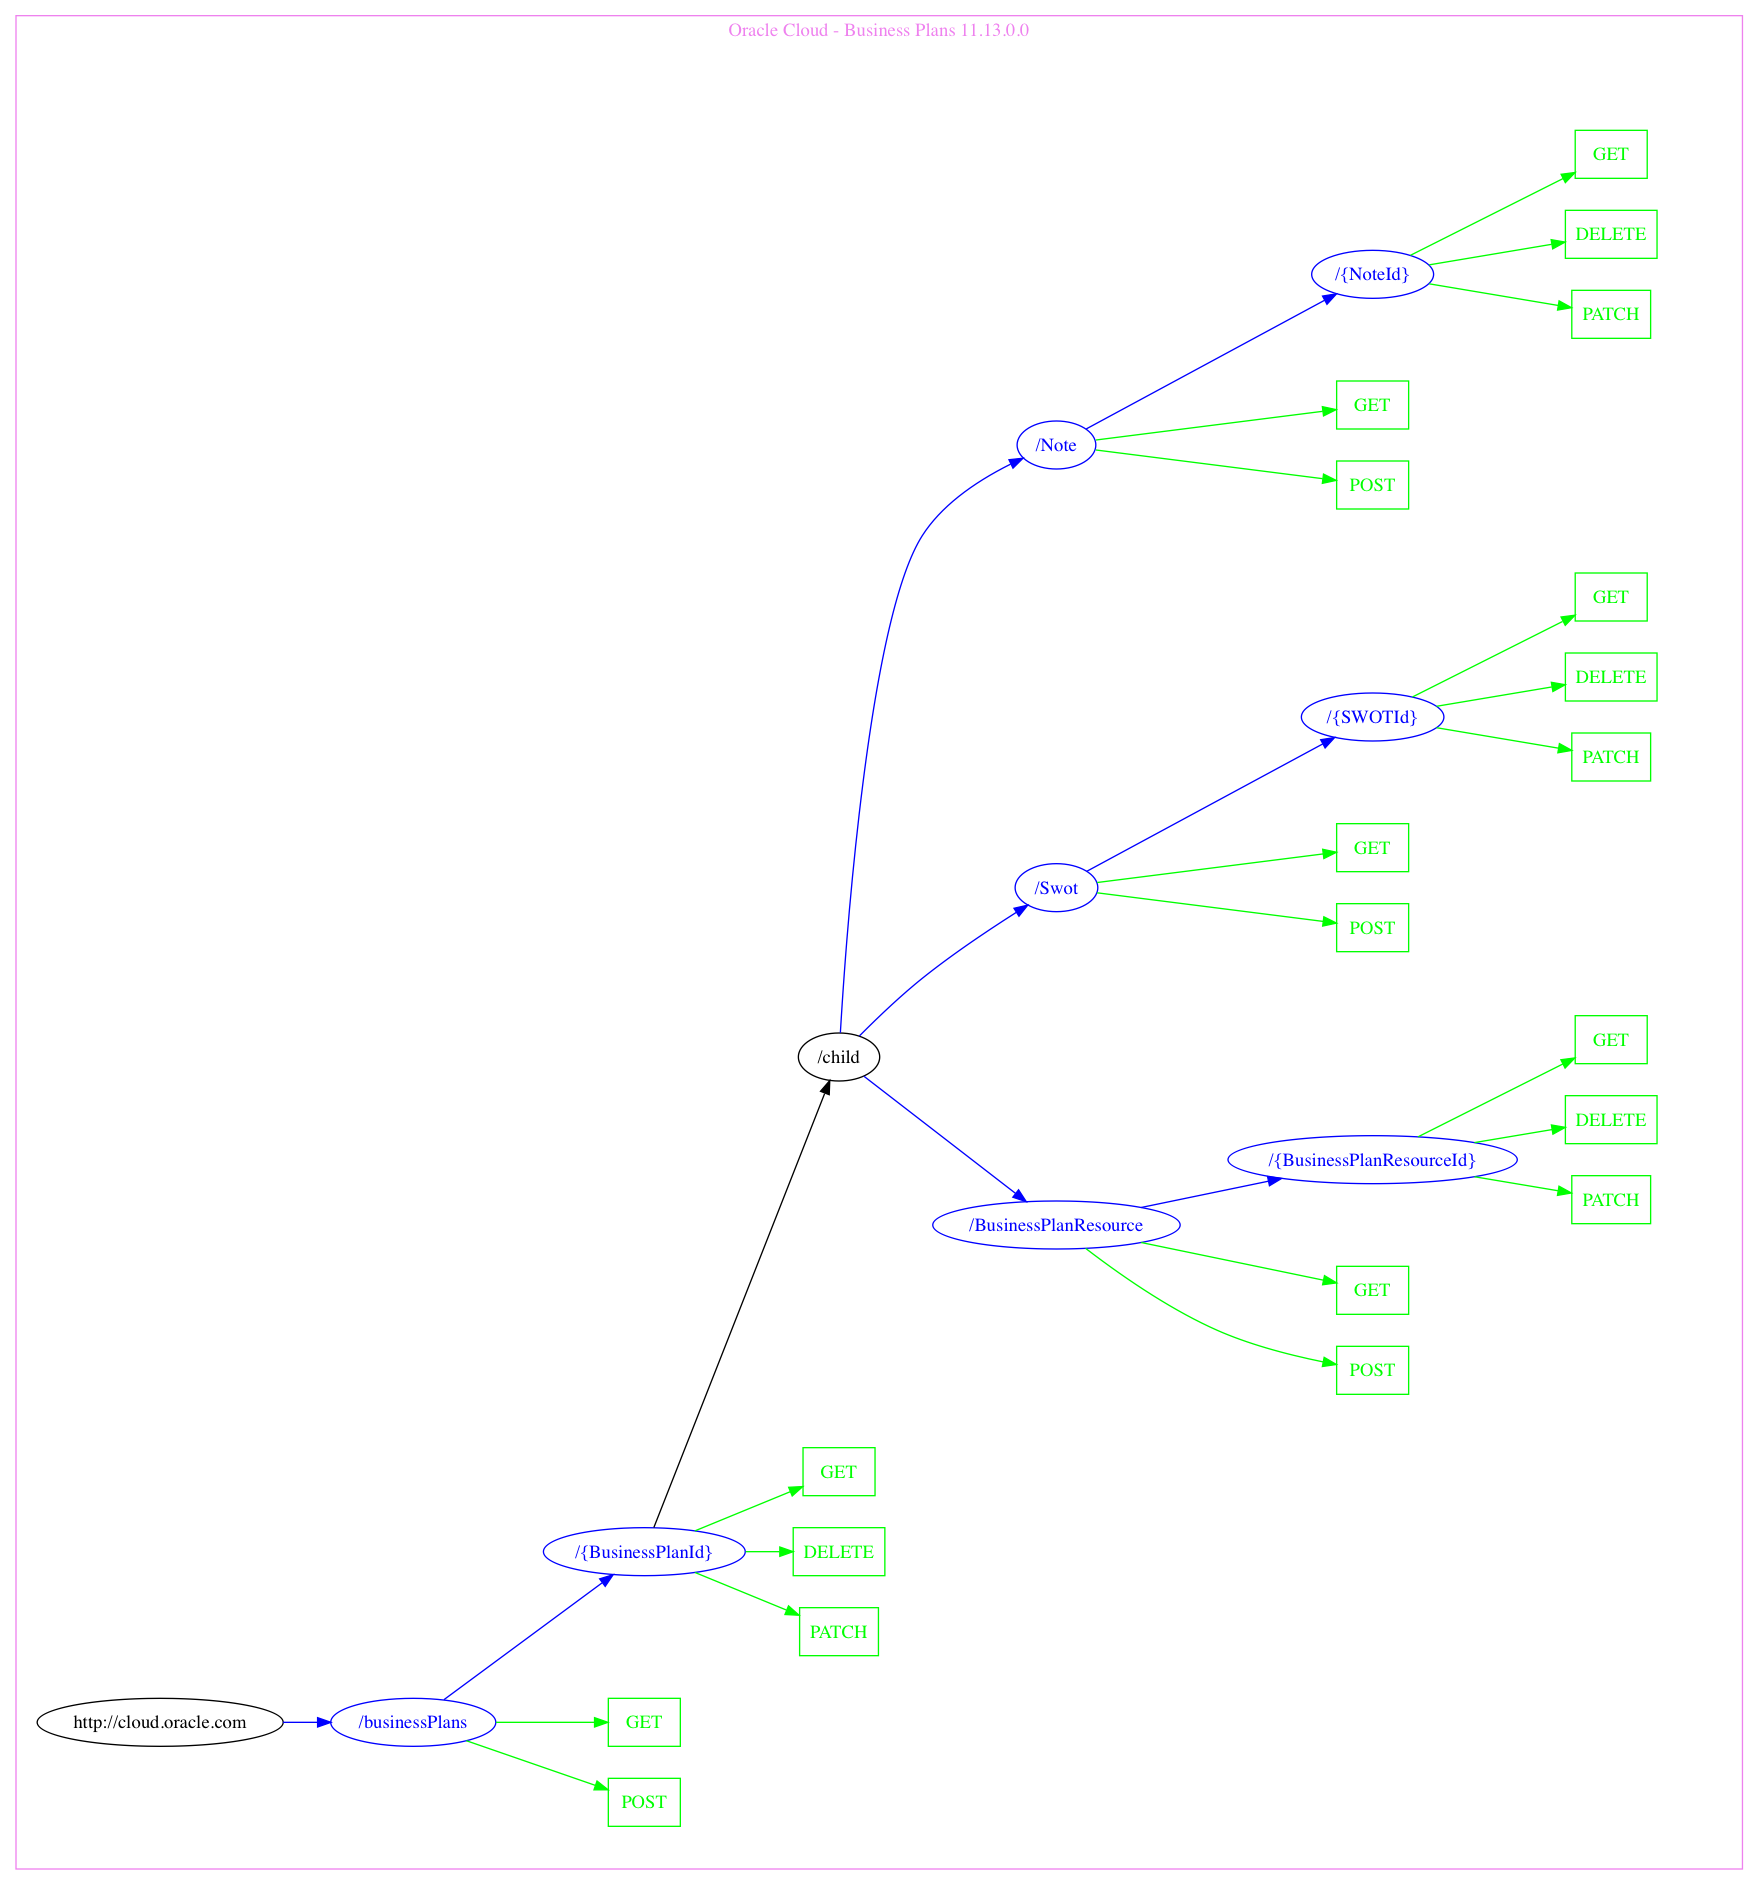 Oracle Cloud - Business Plans 11.13.0.0
GET
DELETE
/{NoteId}
PATCH
GET
/Note
POST
GET
DELETE
/{SWOTId}
PATCH
GET
/Swot
POST
GET
/child
DELETE
/{BusinessPlanResourceId}
PATCH
/BusinessPlanResource
GET
POST
GET
/{BusinessPlanId}
DELETE
PATCH
http://cloud.oracle.com
/businessPlans
GET
POST